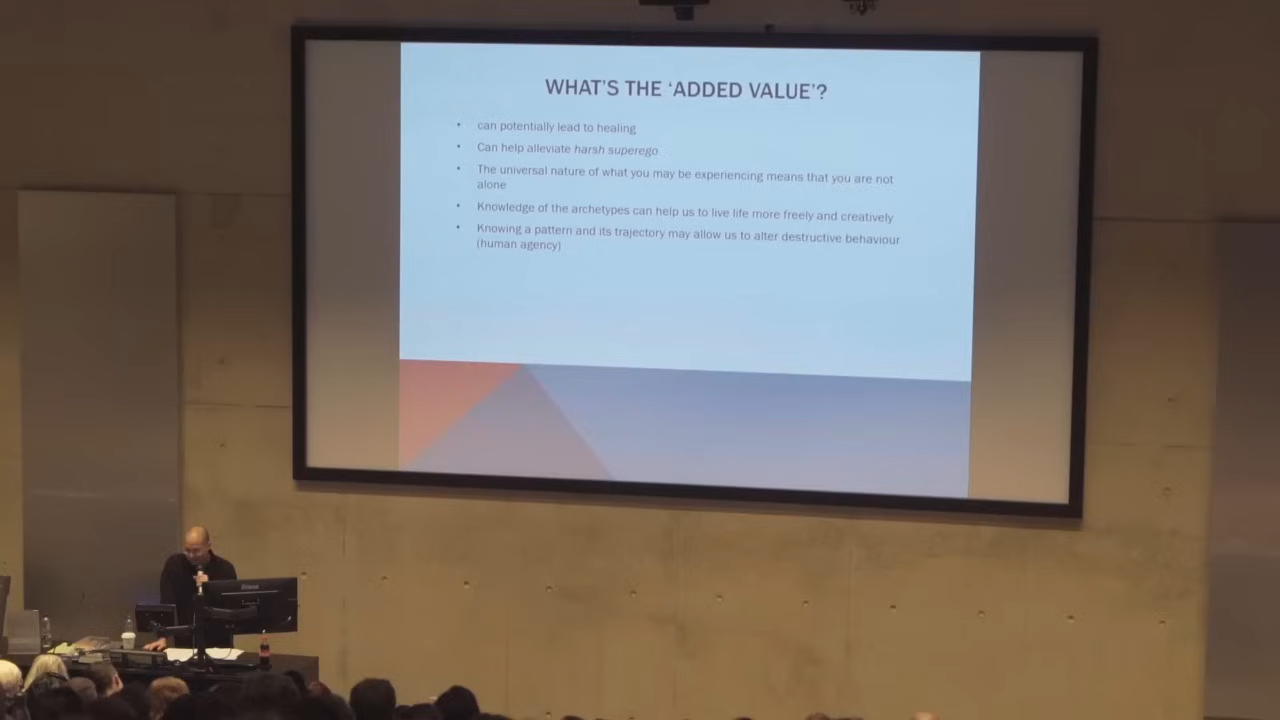 WHAT'S THE 'ADDED VALUE'?
• can potentially lead to healing
• Can help alleviate harsh superego
• The universal nature of what you may be experiencing means that you are not
alone
• Knowledge of the archetypes can help us to live life more freely and creatively
• Knowing a pattern and its trajectory may allow us to alter destructive behaviour
(human agency)